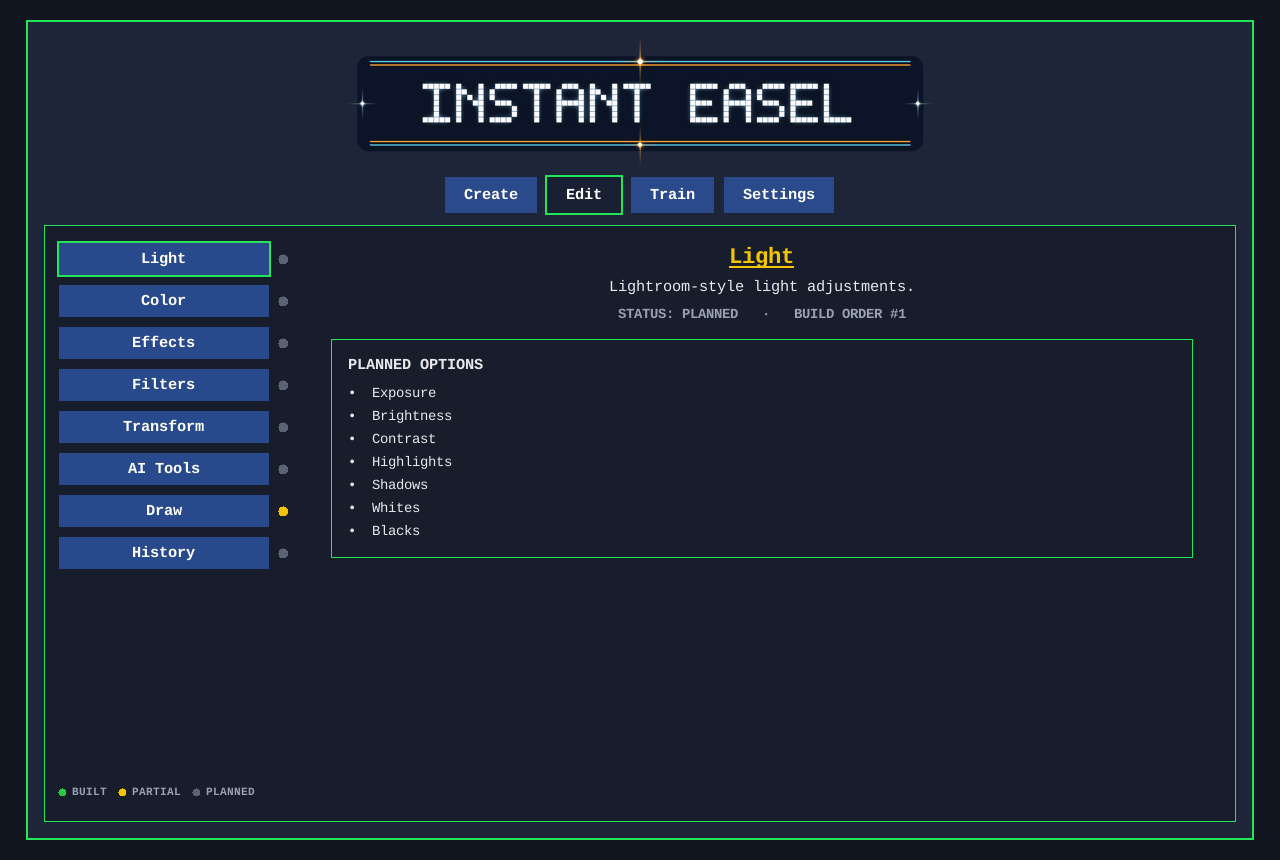 INSTANT EASEL
Create Edit Train Settings
Light
Color
Effects
Filters
Transform
AI Tools
Draw
History
BUILT PARTIAL PLANNED
Light
Lightroom-style light adjustments.
STATUS: PLANNED · BUILD ORDER #1
PLANNED OPTIONS
• Exposure
• Brightness
• Contrast
• Highlights
• Shadows
• Whites
• Blacks